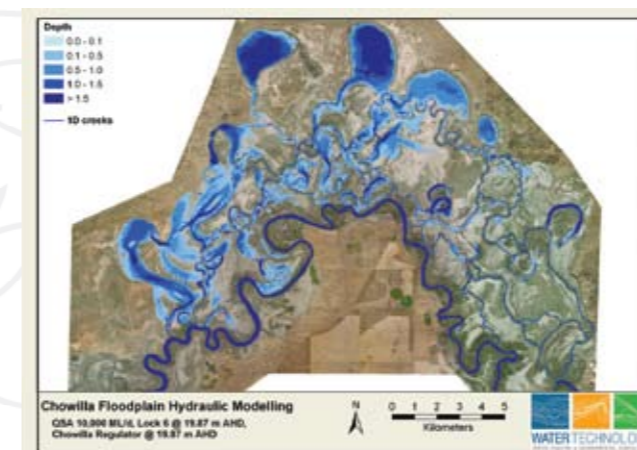 Depth
0.0 - 0.1
0.1 - 0.5
0.5 - 1.0
1.0 - 1.5
> 1.5
1D creeks
Chowilla Floodplain Hydraulic Modelling
QSA 10,000 ML/d, Lock 6 @ 19.87 m AHD,
Chowilla Regulator @ 19.87 m AHD
N
0 1 2 3 4 5
Kilometers
WATER TECHNOLO